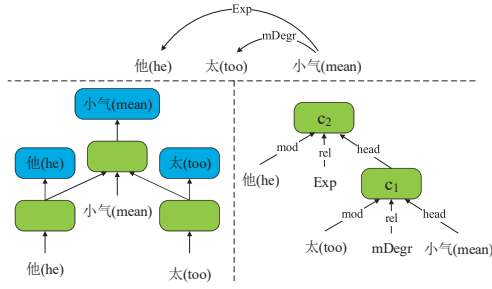 Exp
mDegr
他(he) 太(too) 小气(mean)
小气(mean)
他(he) 太(too)
小气(mean)
他(he) 太(too)
c2
mod rel head
他(he) Exp
c1
mod rel head
太(too) mDegr 小气(mean)